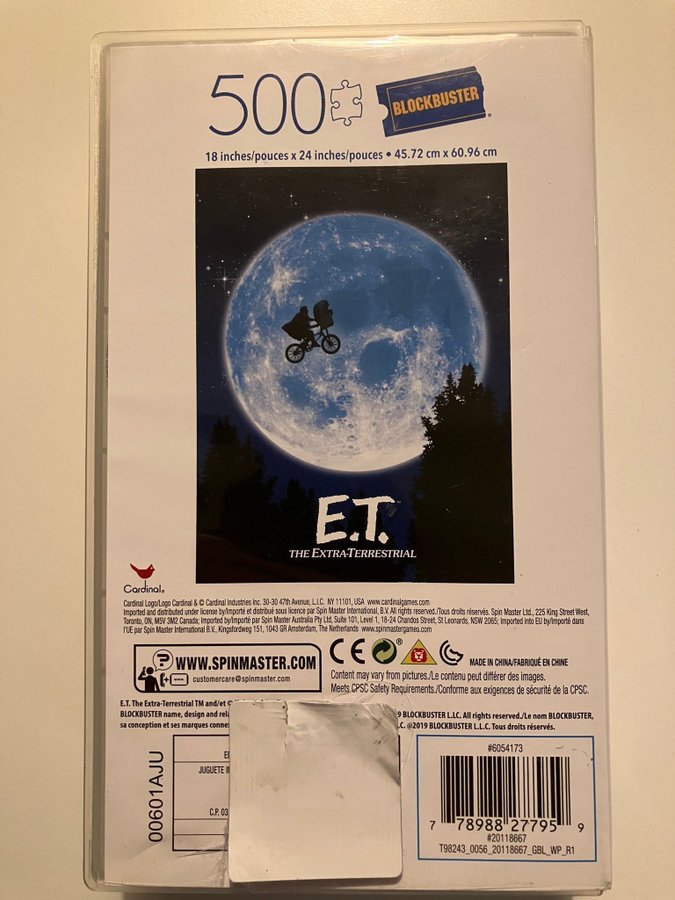 500
BLOCKBUSTER®
18 inches/pouces x 24 inches/pouces • 45.72 cm x 60.96 cm
E.T.™
THE EXTRA-TERRESTRIAL
Cardinal®
Cardinal Logo/Logo Cardinal & © Cardinal Industries Inc. 30-30 47th Avenue, L.I.C. NY 11101, USA www.cardinalgames.com
Imported and distributed under license by/Importé et distribué sous licence par Spin Master International, B.V. All rights reserved./Tous droits réservés. Spin Master Ltd., 225 King Street West,
Toronto, ON, M5V 3M2 Canada; Imported by/Importé par Spin Master Australia Pty Ltd, Suite 101, Level 1, 18-24 Chandos Street, St Leonards, NSW 2065; Imported into EU by/Importé dans
l'UE par Spin Master International B.V., Kingsfordweg 151, 1043 GR Amsterdam, The Netherlands www.spinmastergames.com
WWW.SPINMASTER.COM
customercare@spinmaster.com
CE
MADE IN CHINA/FABRIQUÉ EN CHINE
Content may vary from pictures./Le contenu peut différer des images.
Meets CPSC Safety Requirements./Conforme aux exigences de sécurité de la CPSC.
E.T. The Extra-Terrestrial TM and/et ©
BLOCKBUSTER name, design and rela 9 BLOCKBUSTER L.L.C. All rights reserved./Le nom BLOCKBUSTER,
sa conception et ses marques conne C. @2019 BLOCKBUSTER L.L.C. Tous droits réservés.
00601AJU
JUGUETE
C.P. 03
#6054173
7 78988 27795 9
#20118667
T98243_0056_20118667_GBL_WP_R1